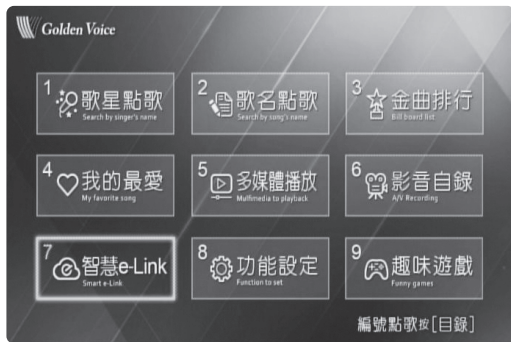 Golden Voice
1 歌星點歌
Search by singer's name
2 歌名點歌
Search by song's name
3 金曲排行
Bill board list
4 我的最愛
My favorite song
5 多媒體播放
Multimedia to playback
6 影音自錄
A/V Recording
7 智慧e-Link
Smart e-Link
8 功能設定
Function to set
9 趣味遊戲
Funny games
編號點歌按[目錄]